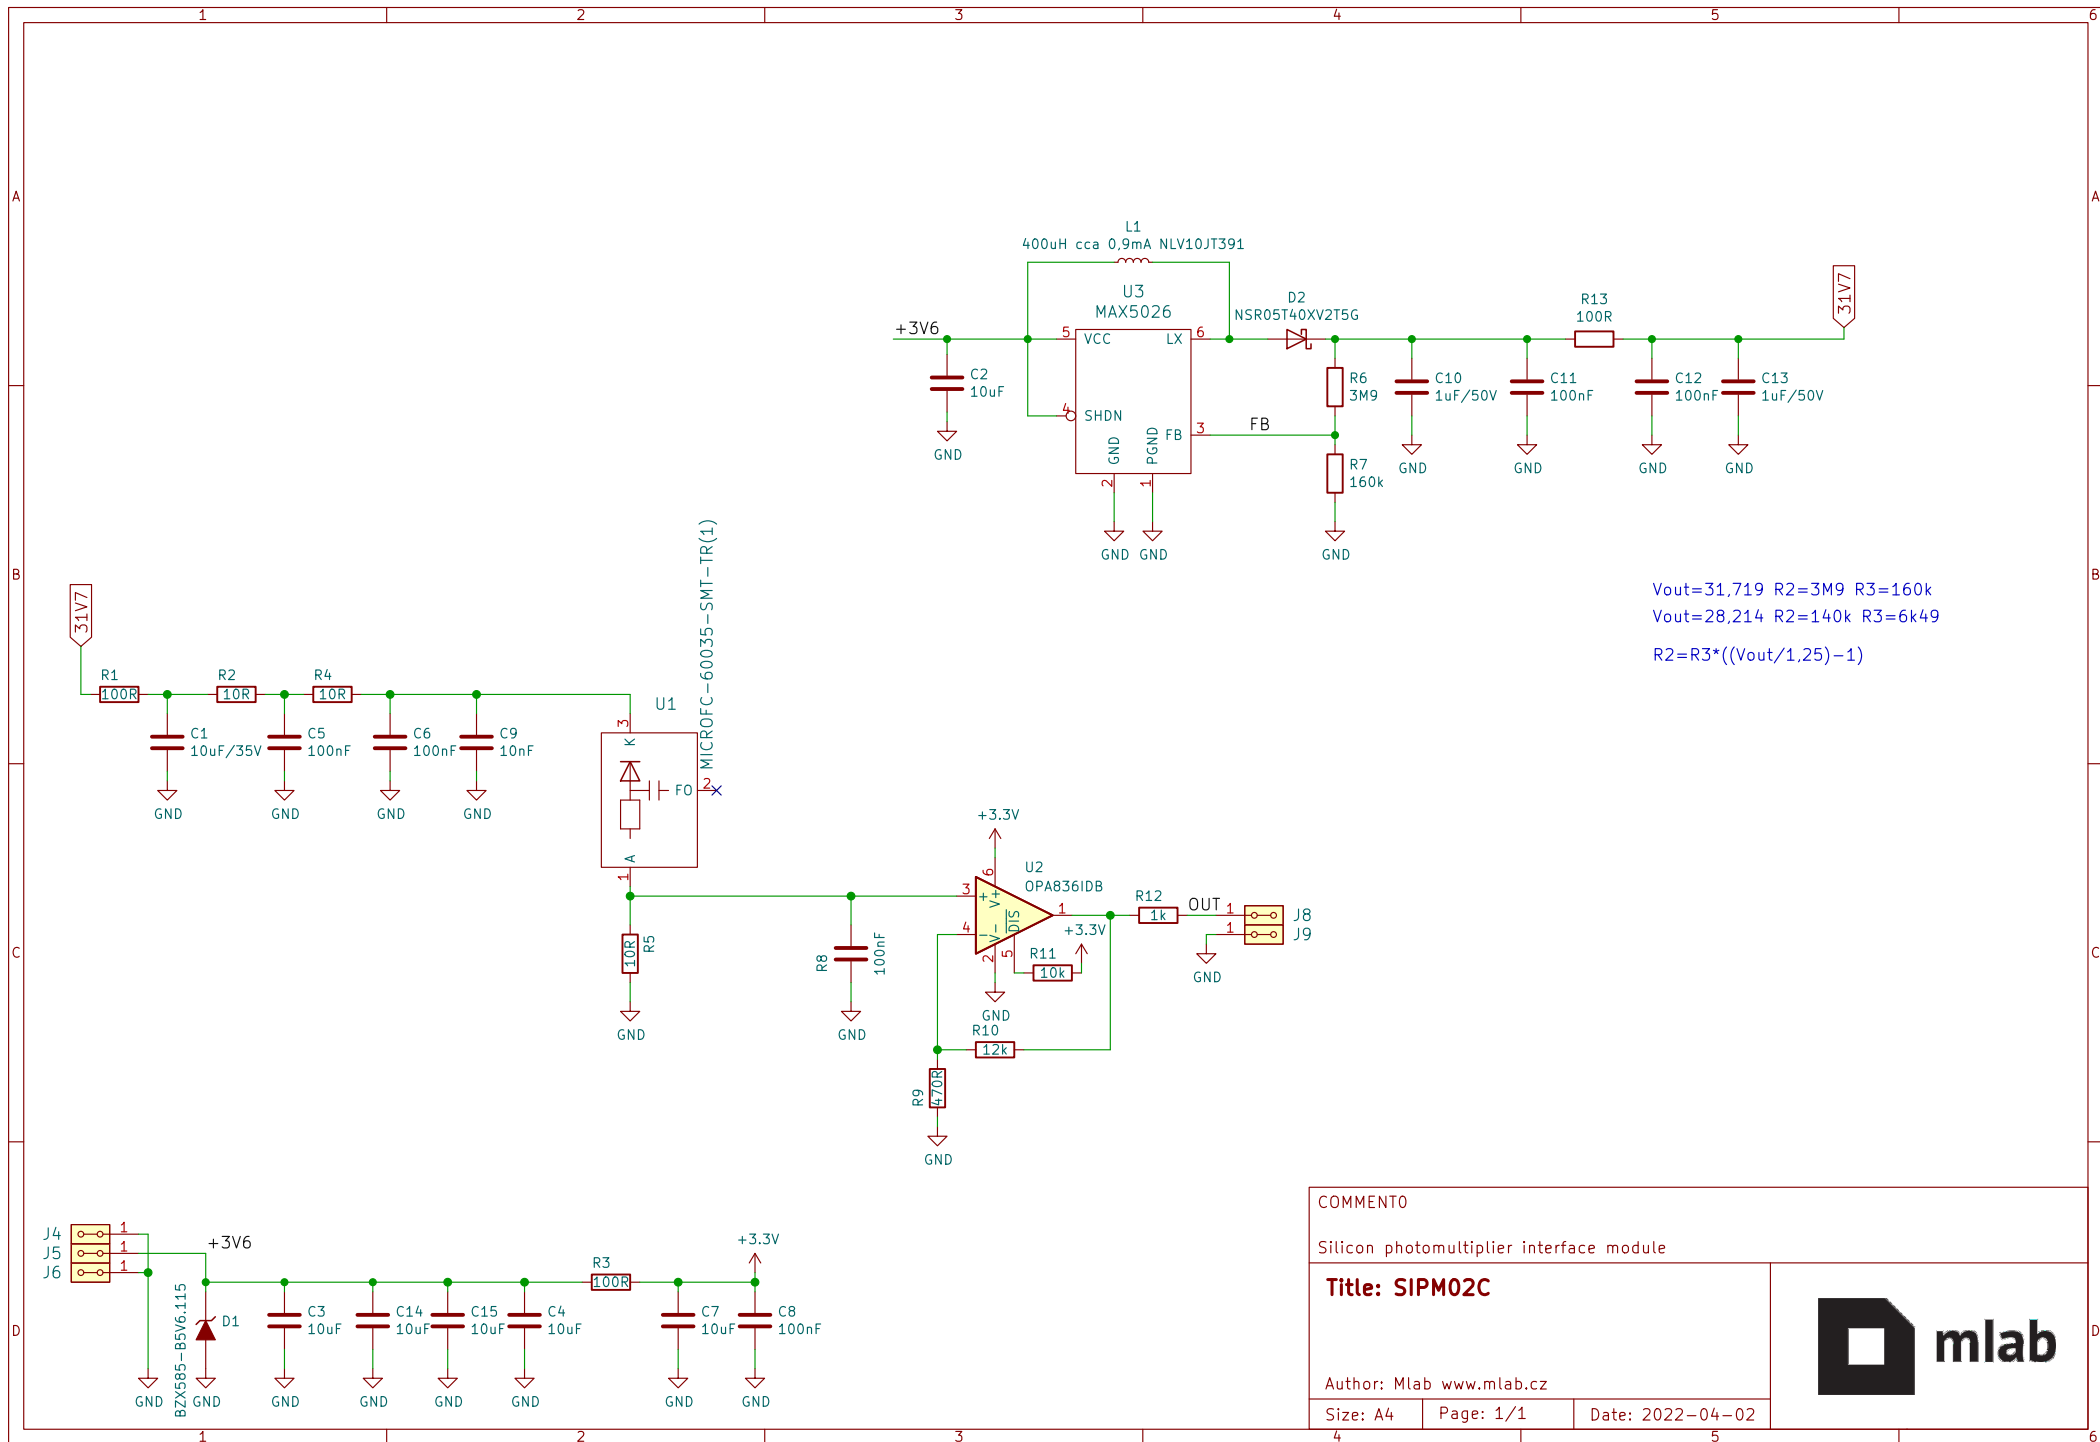 1 2 3 4 5 6
A
B
C
D
A
B
C
D
1 2 3 4 5 6
L1
400uH cca 0,9mA NLV10JT391
U3
MAX5026
+3V6
5
VCC
LX
6
4
SHDN
FB
3
GND
PGND
2
1
GND
GND
FB
C2
10uF
GND
D2
NSR05T40XV2T5G
R6
3M9
R7
160k
GND
C10
1uF/50V
GND
C11
100nF
GND
R13
100R
C12
100nF
GND
C13
1uF/50V
GND
31V7
Vout=31,719 R2=3M9 R3=160k
Vout=28,214 R2=140k R3=6k49
R2=R3*((Vout/1,25)-1)
31V7
R1
100R
R2
10R
R4
10R
C1
10uF/35V
GND
C5
100nF
GND
C6
100nF
GND
C9
10nF
GND
U1
MICROFC-60035-SMT-TR(1)
3
K
FO
2
A
1
10R
R5
GND
R8
100nF
GND
+3.3V
6
U2
OPA836IDB
3
+
V+
4
-
V-
DIS
1
2
5
GND
R11
10k
+3.3V
R10
12k
R9
470R
GND
R12
1k
OUT
1
1
J8
J9
GND
J4
J5
J6
1
1
1
+3V6
GND
BZX585-B5V6.115
D1
GND
C3
10uF
GND
C14
10uF
GND
C15
10uF
GND
C4
10uF
GND
R3
100R
C7
10uF
GND
+3.3V
C8
100nF
GND
COMMENT0
Silicon photomultiplier interface module
Title: SIPM02C
Author: Mlab www.mlab.cz
Size: A4
Page: 1/1
Date: 2022-04-02
mlab